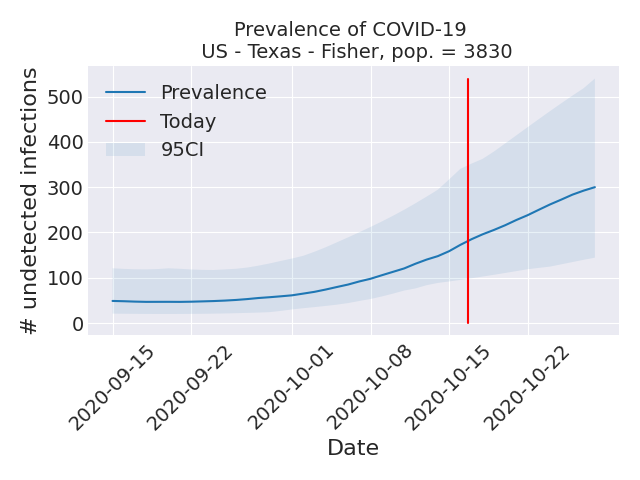 Prevalence of COVID-19
US - Texas - Fisher, pop. = 3830
# undetected infections
500
400
300
200
100
0
Prevalence
Today
95CI
2020-09-15
2020-09-22
2020-10-01
2020-10-08
2020-10-15
2020-10-22
Date